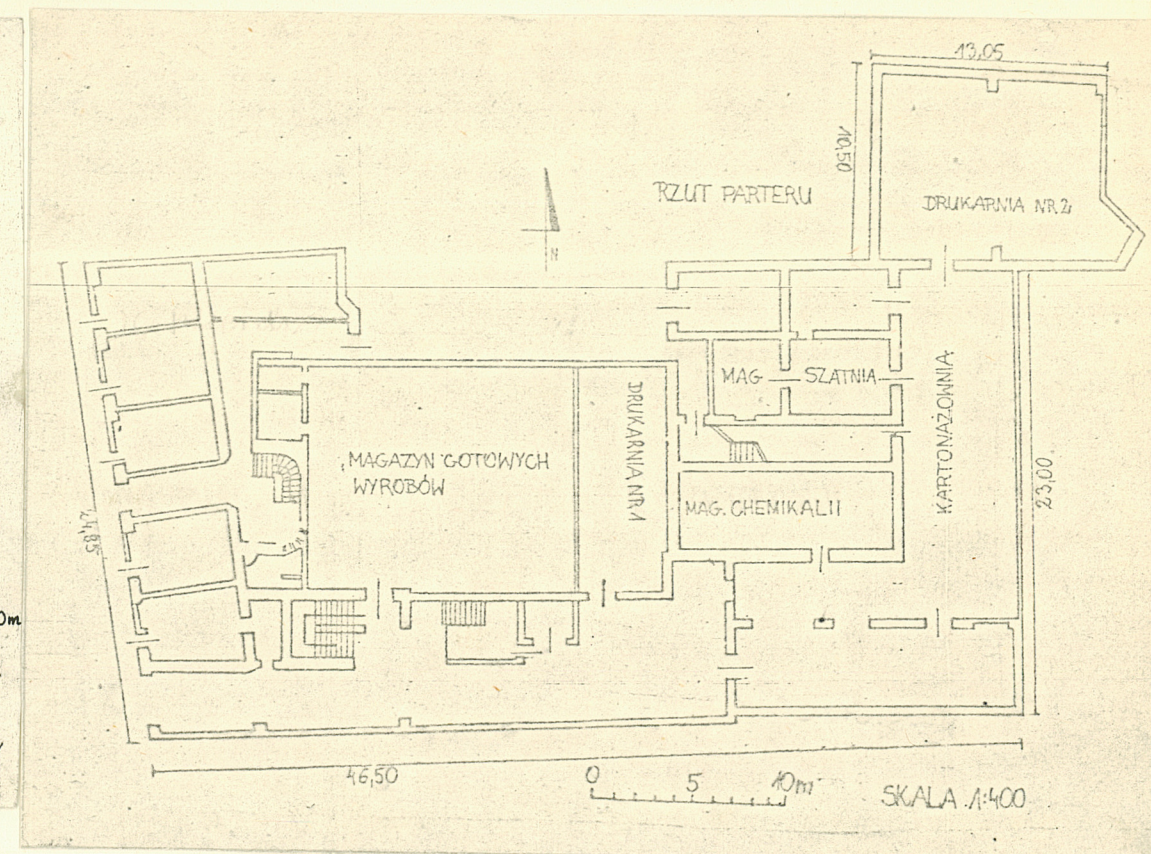 13,05
10,50
RZUT PARTERU
DRUKARNIA NR 2
N
MAG
SZATNIA
DRUKARNIA NR 1
KARTONAŻOWNIA
MAGAZYN GOTOWYCH
WYROBÓW
MAG. CHEMIKALII
23,00
24,85
0m
46,50
0 5 10m
SKALA 1:400